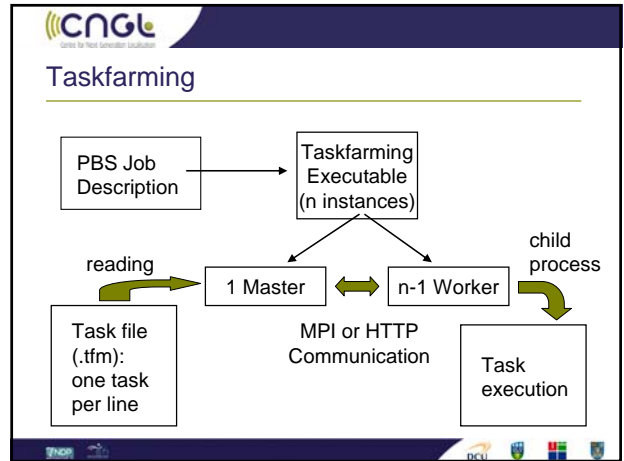 CNGL
Centre for Next Generation Localisation
Taskfarming
PBS Job
Description
Taskfarming
Executable
(n instances)
reading
1 Master
n-1 Worker
child
process
MPI or HTTP
Communication
Task file
(.tfm):
one task
per line
Task
execution
NDP
DCU